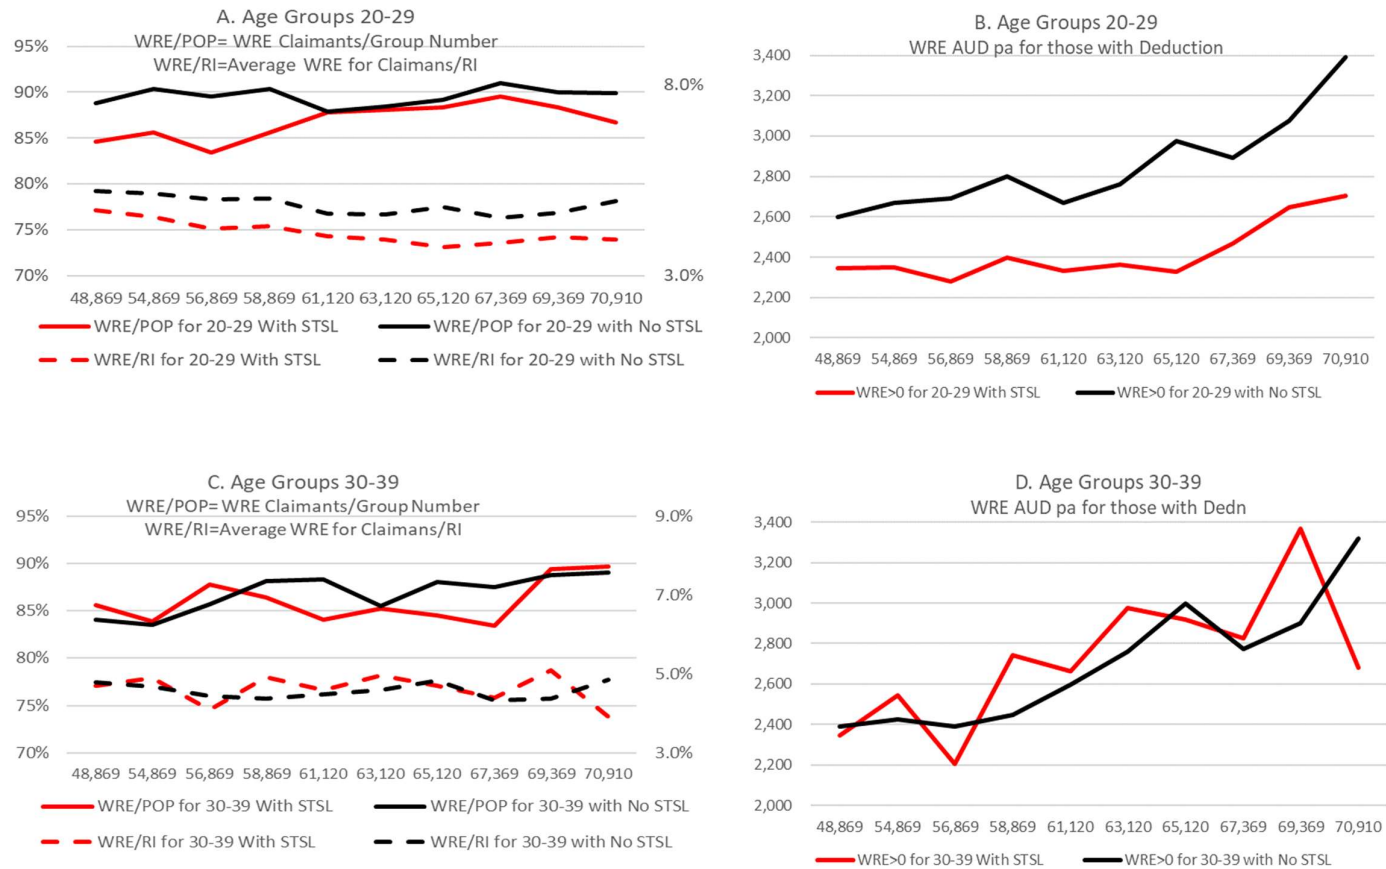 A. Age Groups 20-29
WRE/POP= WRE Claimants/Group Number
WRE/RI=Average WRE for Claimans/RI
95%
90%
85%
80%
75%
70%
8.0%
3.0%
48,869 54,869 56,869 58,869 61,120 63,120 65,120 67,369 69,369 70,910
WRE/POP for 20-29 With STSL
WRE/POP for 20-29 with No STSL
WRE/RI for 20-29 With STSL
WRE/RI for 20-29 with No STSL
B. Age Groups 20-29
WRE AUD pa for those with Deduction
3,400
3,200
3,000
2,800
2,600
2,400
2,200
2,000
48,869 54,869 56,869 58,869 61,120 63,120 65,120 67,369 69,369 70,910
WRE>0 for 20-29 With STSL
WRE>0 for 20-29 with No STSL
C. Age Groups 30-39
WRE/POP= WRE Claimants/Group Number
WRE/RI=Average WRE for Claimans/RI
95%
90%
85%
80%
75%
70%
9.0%
7.0%
5.0%
3.0%
48,869 54,869 56,869 58,869 61,120 63,120 65,120 67,369 69,369 70,910
WRE/POP for 30-39 With STSL
WRE/POP for 30-39 with No STSL
WRE/RI for 30-39 With STSL
WRE/RI for 30-39 with No STSL
D. Age Groups 30-39
WRE AUD pa for those with Dedn
3,400
3,200
3,000
2,800
2,600
2,400
2,200
2,000
48,869 54,869 56,869 58,869 61,120 63,120 65,120 67,369 69,369 70,910
WRE>0 for 30-39 With STSL
WRE>0 for 30-39 with No STSL